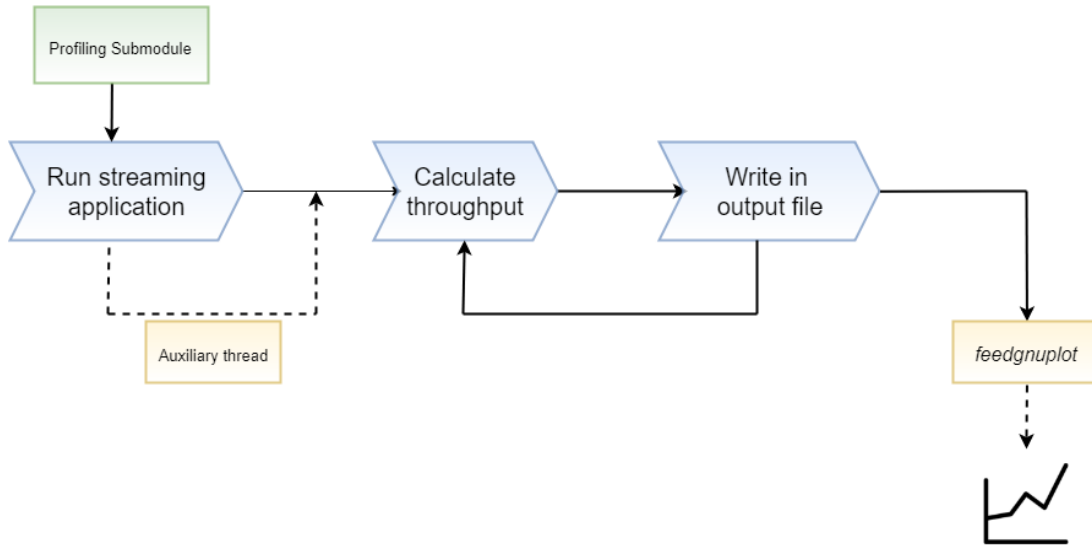 Profiling Submodule
Run streaming
application
Calculate
throughput
Write in
output file
Auxiliary thread
feedgnuplot